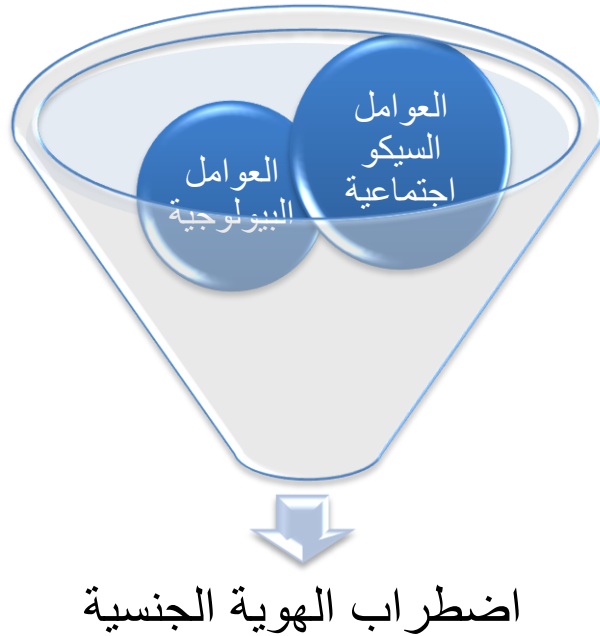 العوامل
السيكو
اجتماعية
العوامل
البيولوجية
اضطراب الهوية الجنسية